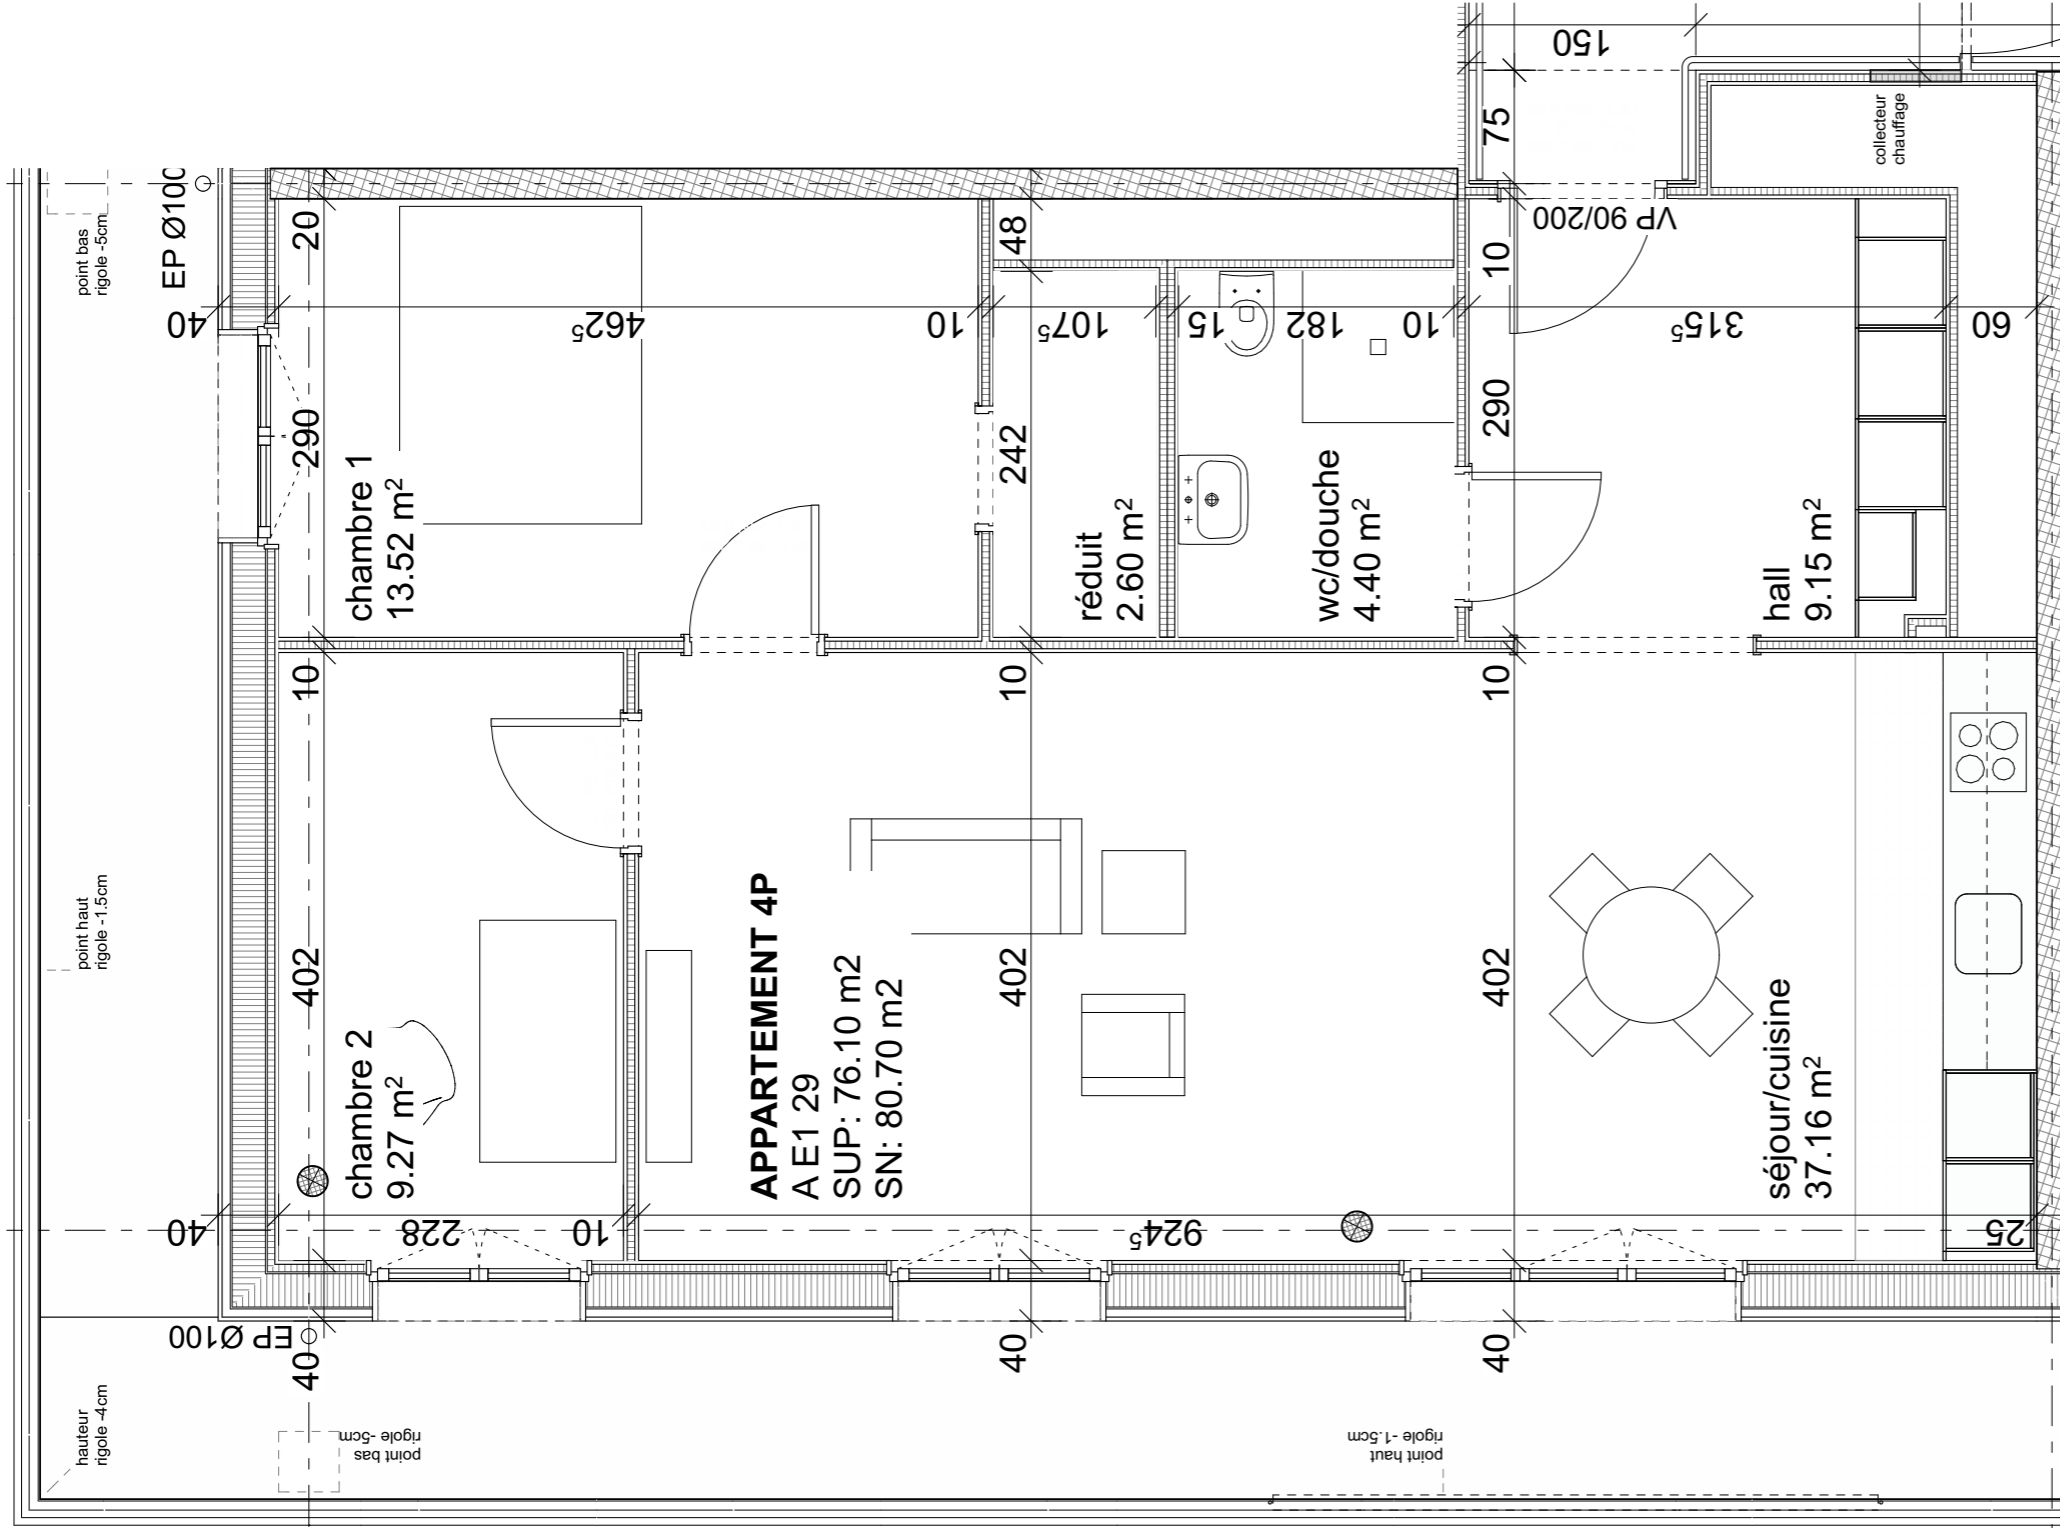 point bas
rigole -5cm
EP Ø100
20
40
290
462⁵
chambre 1
13.52 m²
10
48
242
107⁵
réduit
2.60 m²
15
182
10
wc/douche
4.40 m²
150
75
10
VP 90/200
290
315⁵
60
collecteur
chauffage
hall
9.15 m²
point haut
rigole -1.5cm
10
10
10
402
402
402
chambre 2
9.27 m²
APPARTEMENT 4P
A E1 29
SUP: 76.10 m2
SN: 80.70 m2
séjour/cuisine
37.16 m²
40
228
10
924⁵
25
EP Ø100
40
40
40
hauteur
rigole -4cm
point bas
rigole -5cm
point haut
rigole -1.5cm